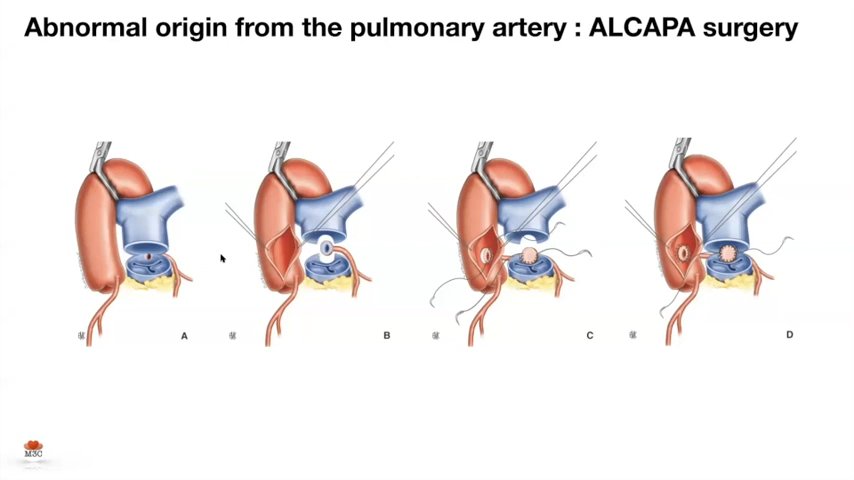 Abnormal origin from the pulmonary artery : ALCAPA surgery
A
B
C
D
M3C